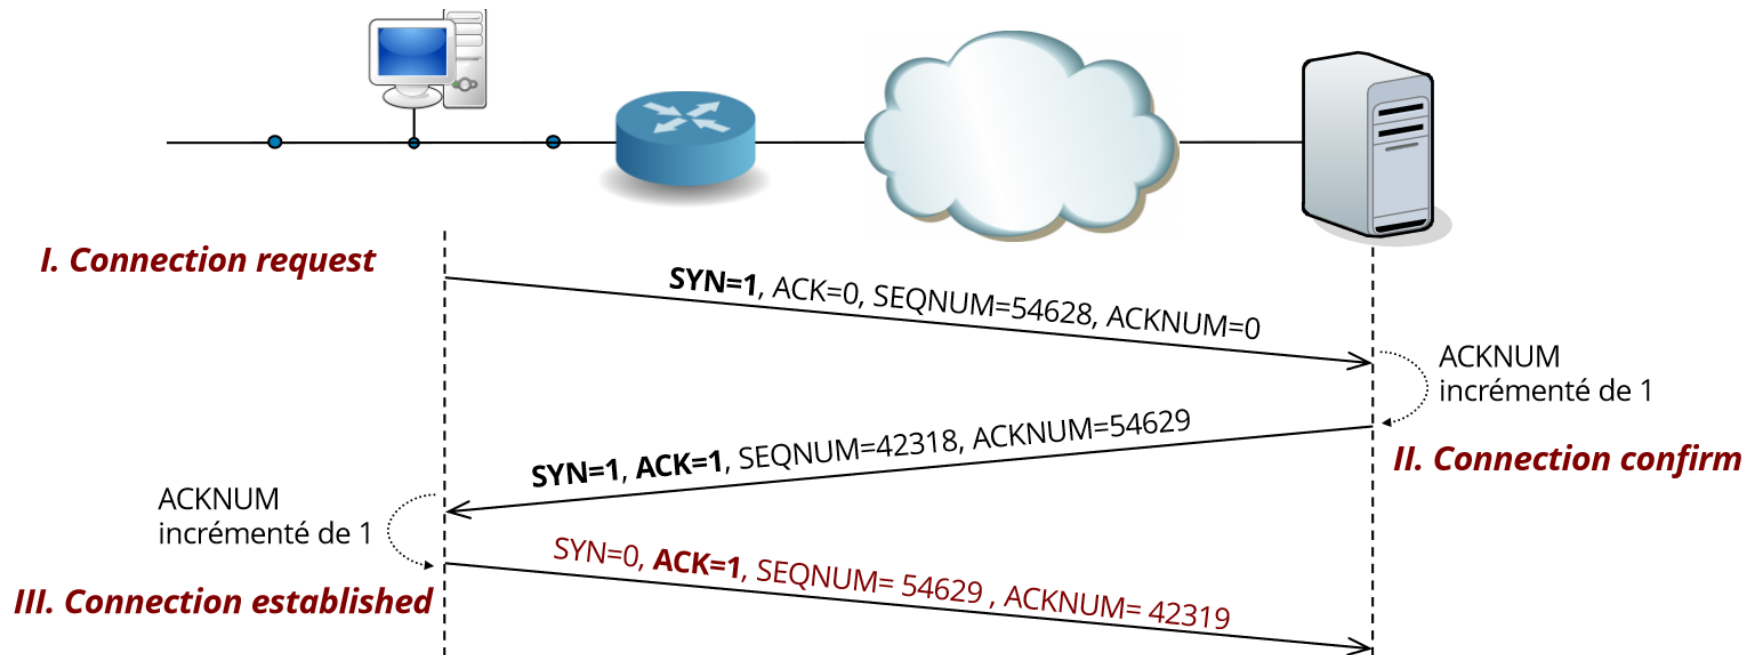 I. Connection request
SYN=1, ACK=0, SEQNUM=54628, ACKNUM=0
ACKNUM
incrémenté de 1
SYN=1, ACK=1, SEQNUM=42318, ACKNUM=54629
II. Connection confirm
ACKNUM
incrémenté de 1
SYN=0, ACK=1, SEQNUM= 54629 , ACKNUM= 42319
III. Connection established